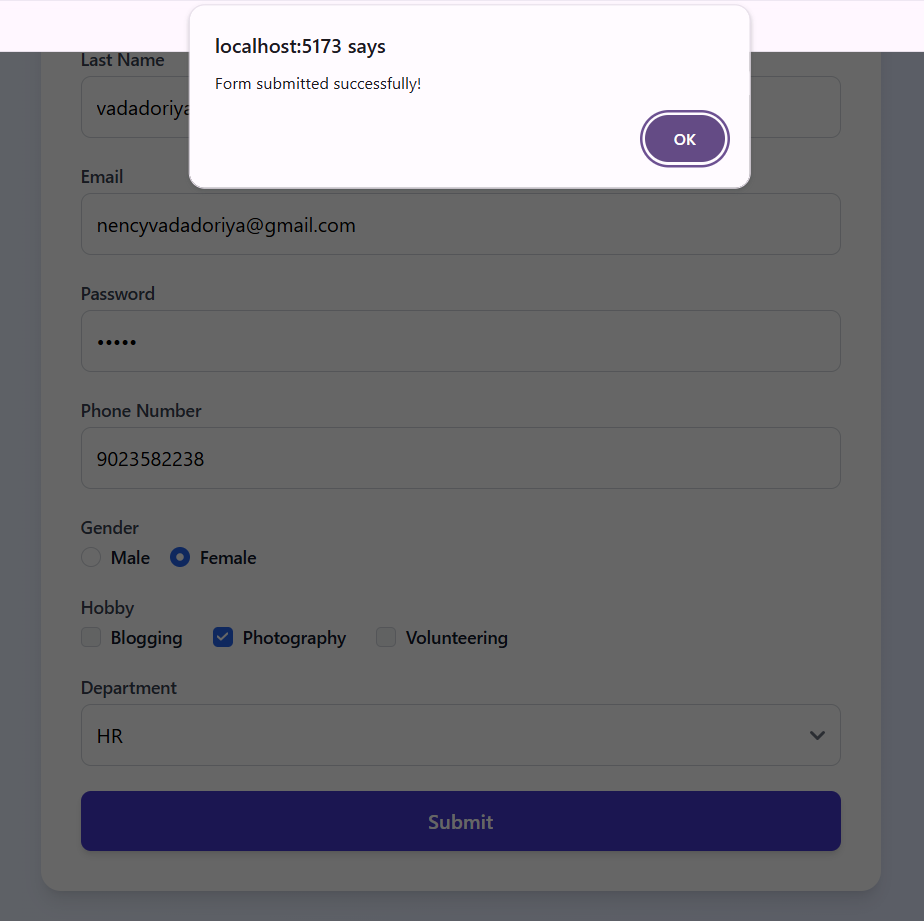 localhost:5173 says
Form submitted successfully!
OK
Last Name
vadadoriya
Email
nencyvadadoriya@gmail.com
Password
•••••
Phone Number
9023582238
Gender
Male Female
Hobby
Blogging Photography Volunteering
Department
HR
Submit